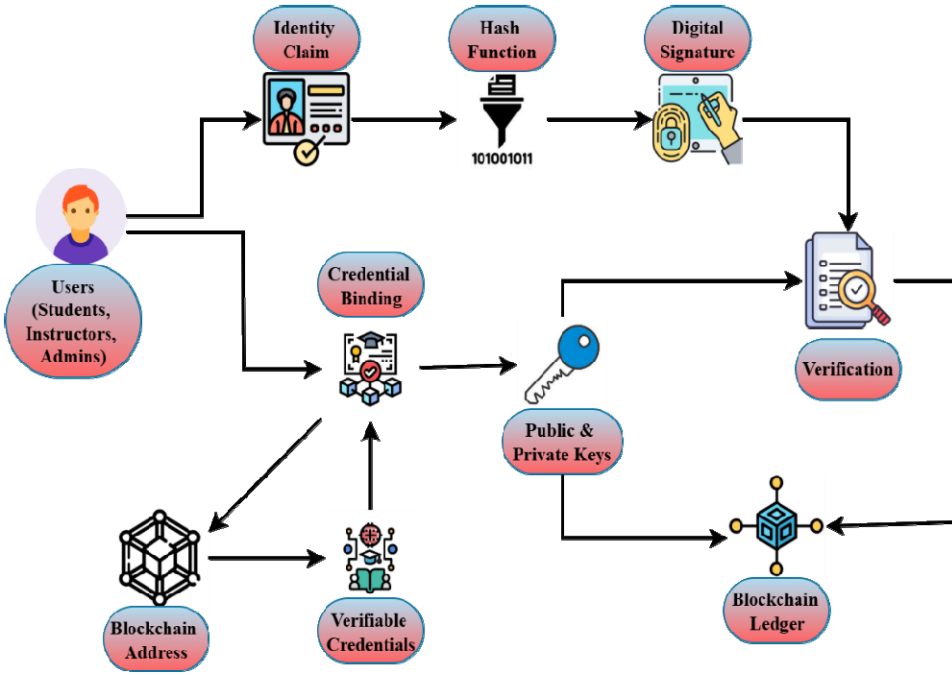 Identity
Claim
Hash
Function
Digital
Signature
101001011
Users
(Students,
Instructors,
Admins)
Credential
Binding
Verification
Public &
Private Keys
Blockchain
Address
Verifiable
Credentials
Blockchain
Ledger